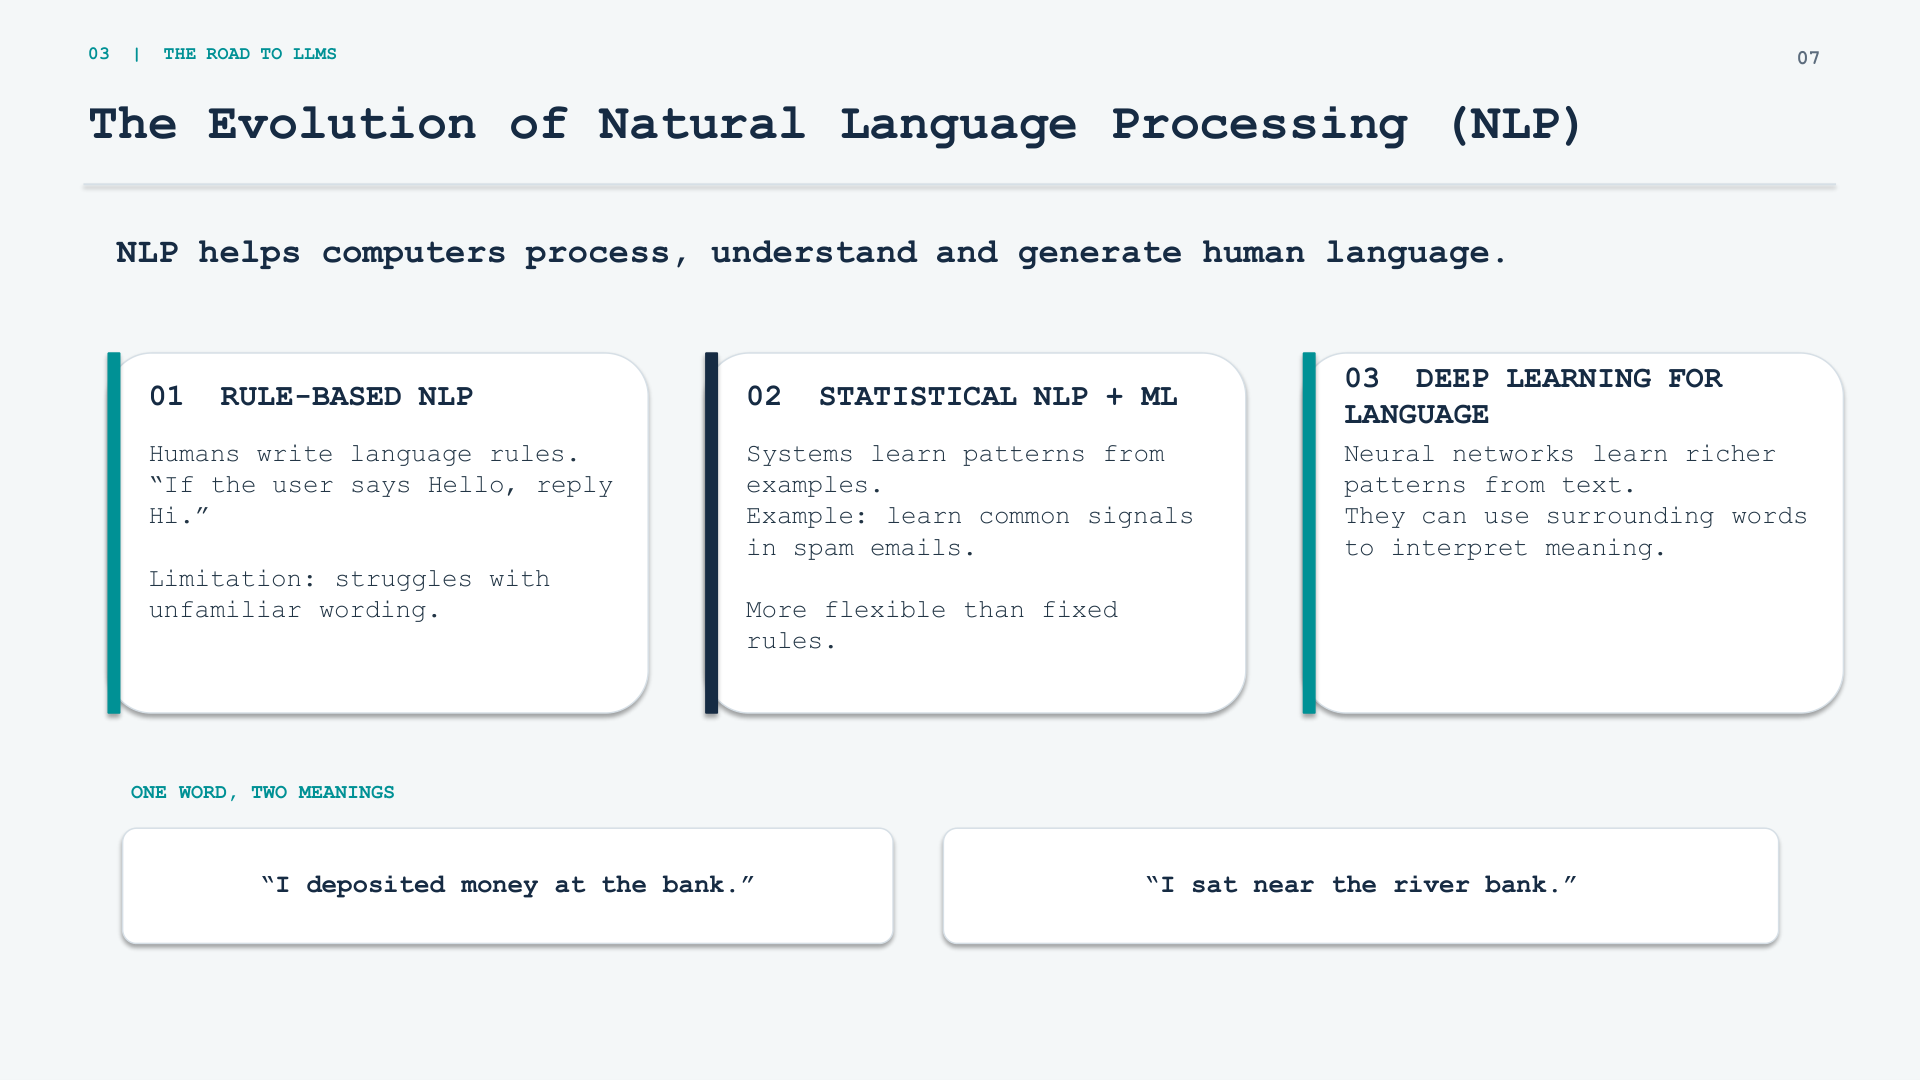 03 | THE ROAD TO LLMS
07
The Evolution of Natural Language Processing (NLP)
NLP helps computers process, understand and generate human language.
01 RULE-BASED NLP
Humans write language rules.
“If the user says Hello, reply
Hi.”
Limitation: struggles with
unfamiliar wording.
02 STATISTICAL NLP + ML
Systems learn patterns from
examples.
Example: learn common signals
in spam emails.
More flexible than fixed
rules.
03 DEEP LEARNING FOR
LANGUAGE
Neural networks learn richer
patterns from text.
They can use surrounding words
to interpret meaning.
ONE WORD, TWO MEANINGS
“I deposited money at the bank.”
“I sat near the river bank.”